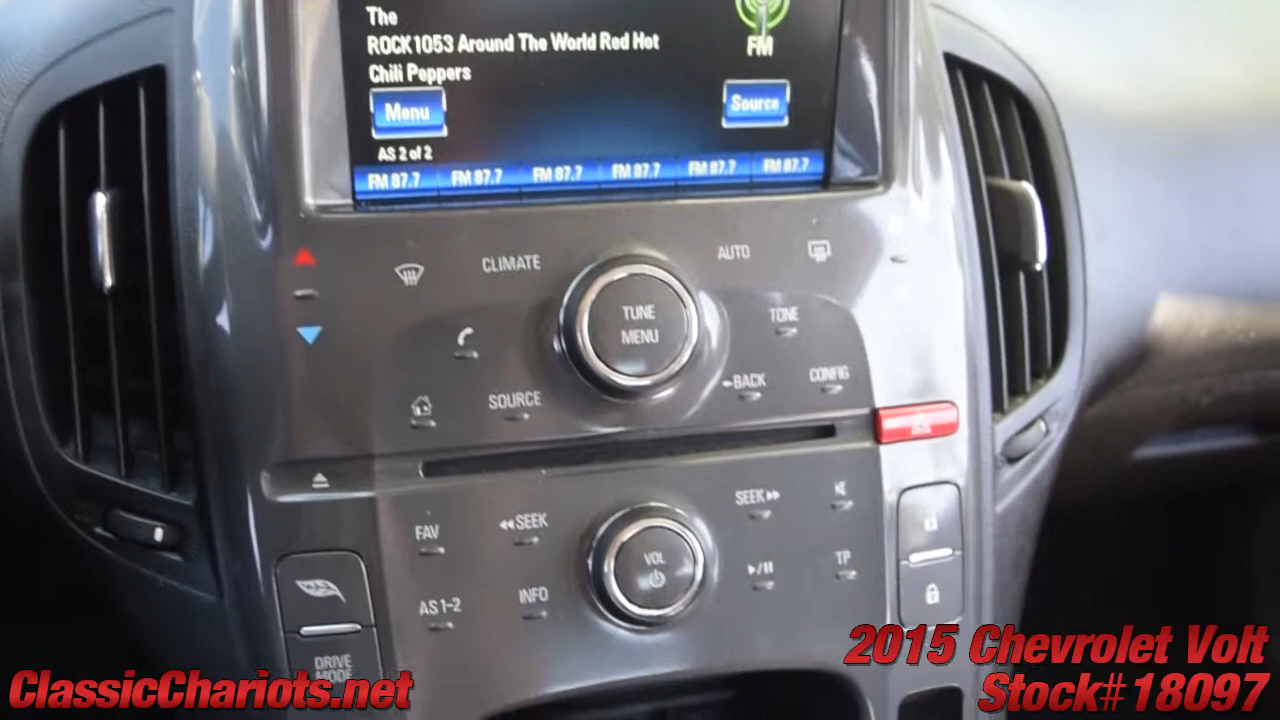 The
ROCK1053 Around The World Red Hot
Chili Peppers
FM
Menu
Source
AS 2 of 2
FM 87.7 FM 87.7 FM 87.7 FM 87.7 FM 87.7 FM 87.7
CLIMATE
AUTO
TUNE
MENU
TONE
SOURCE
BACK
CONFIG
FAV
SEEK
SEEK
VOL
AS 1-2
INFO
TP
DRIVE
MODE
2015 Chevrolet Volt
Stock# 18097
ClassicChariots.net